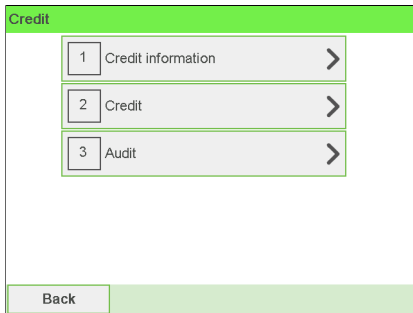 Credit
1 Credit information
2 Credit
3 Audit
Back